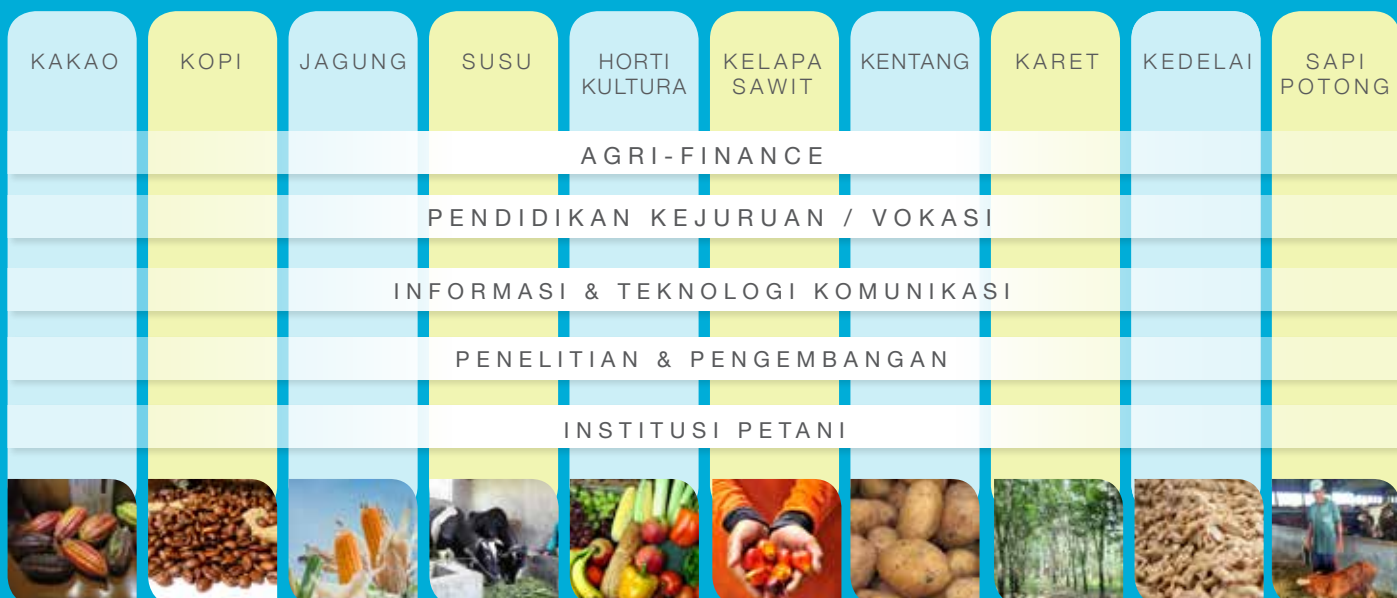 KAKAO
KOPI
JAGUNG
SUSU
HORTI
KULTURA
KELAPA
SAWIT
KENTANG
KARET
KEDELAI
SAPI
POTONG
AGRI-FINANCE
PENDIDIKAN KEJURUAN / VOKASI
INFORMASI & TEKNOLOGI KOMUNIKASI
PENELITIAN & PENGEMBANGAN
INSTITUSI PETANI